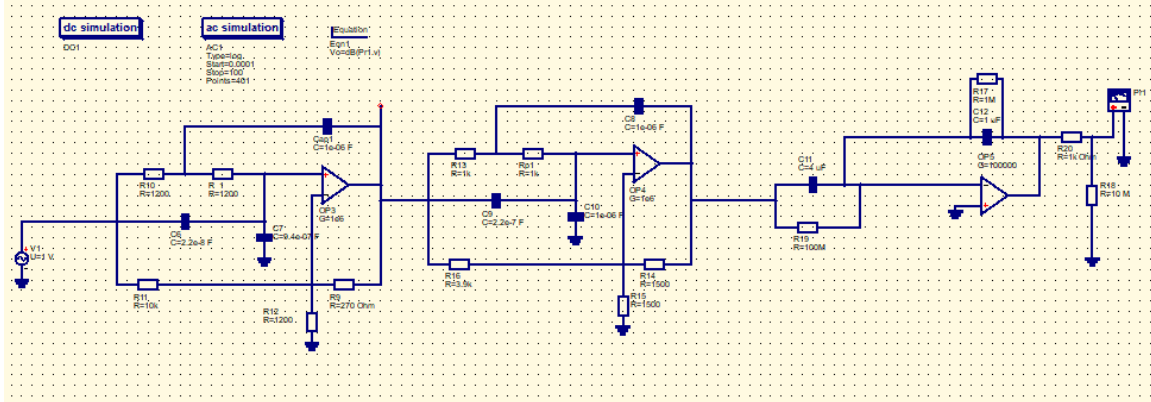 dc simulation
DC1
ac simulation
AC1
Type=log
Start=0.0001
Stop=100
Points=401
Equation
Eqn1
Vo=dB(Pr1.v)
V1
U=1 V
R10
R=1200
R=1200
Cap1
C=1e-06 F
C6
C=2.2e-8 F
C7
C=9.4e-07 F
OP3
G=1e6
R11
R=10k
R9
R=270 Ohm
R12
R=1200
R13
R=1k
Rp1
R=1k
C8
C=1e-06 F
C9
C=2.2e-7 F
C10
C=1e-06 F
OP4
G=1e6
R16
R=3.9k
R14
R=1500
R15
R=1500
C11
C=4 uF
R19
R=100M
R17
R=1M
C12
C=1 uF
OP5
G=100000
R20
R=1k Ohm
R18
R=10 M
Pr1